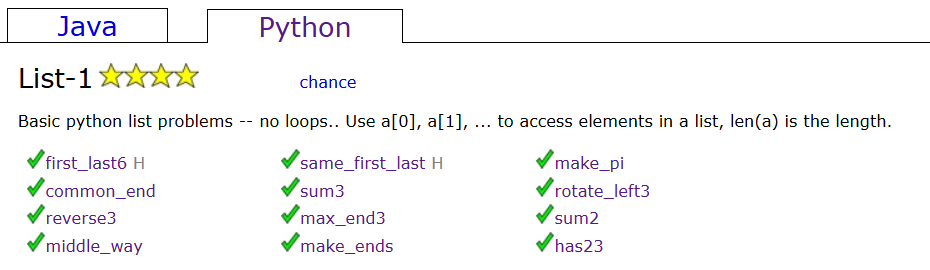 Java Python
List-1 chance
Basic python list problems -- no loops.. Use a[0], a[1], ... to access elements in a list, len(a) is the length.
first_last6 H same_first_last H make_pi
common_end sum3 rotate_left3
reverse3 max_end3 sum2
middle_way make_ends has23